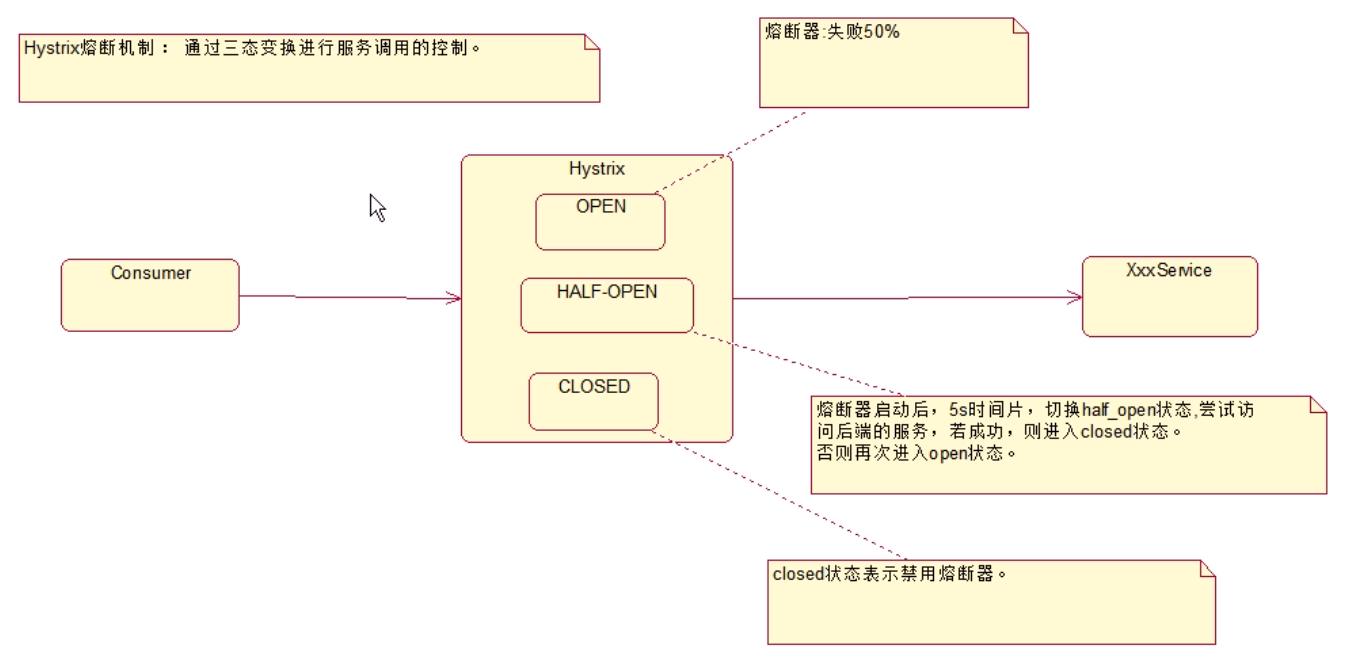 Hystrix熔断机制： 通过三态变换进行服务调用的控制。
熔断器:失败50%
Hystrix
OPEN
Consumer
HALF-OPEN
XxxService
CLOSED
熔断器启动后，5s时间片，切换half_open状态,尝试访
问后端的服务，若成功，则进入closed状态。
否则再次进入open状态。
closed状态表示禁用熔断器。